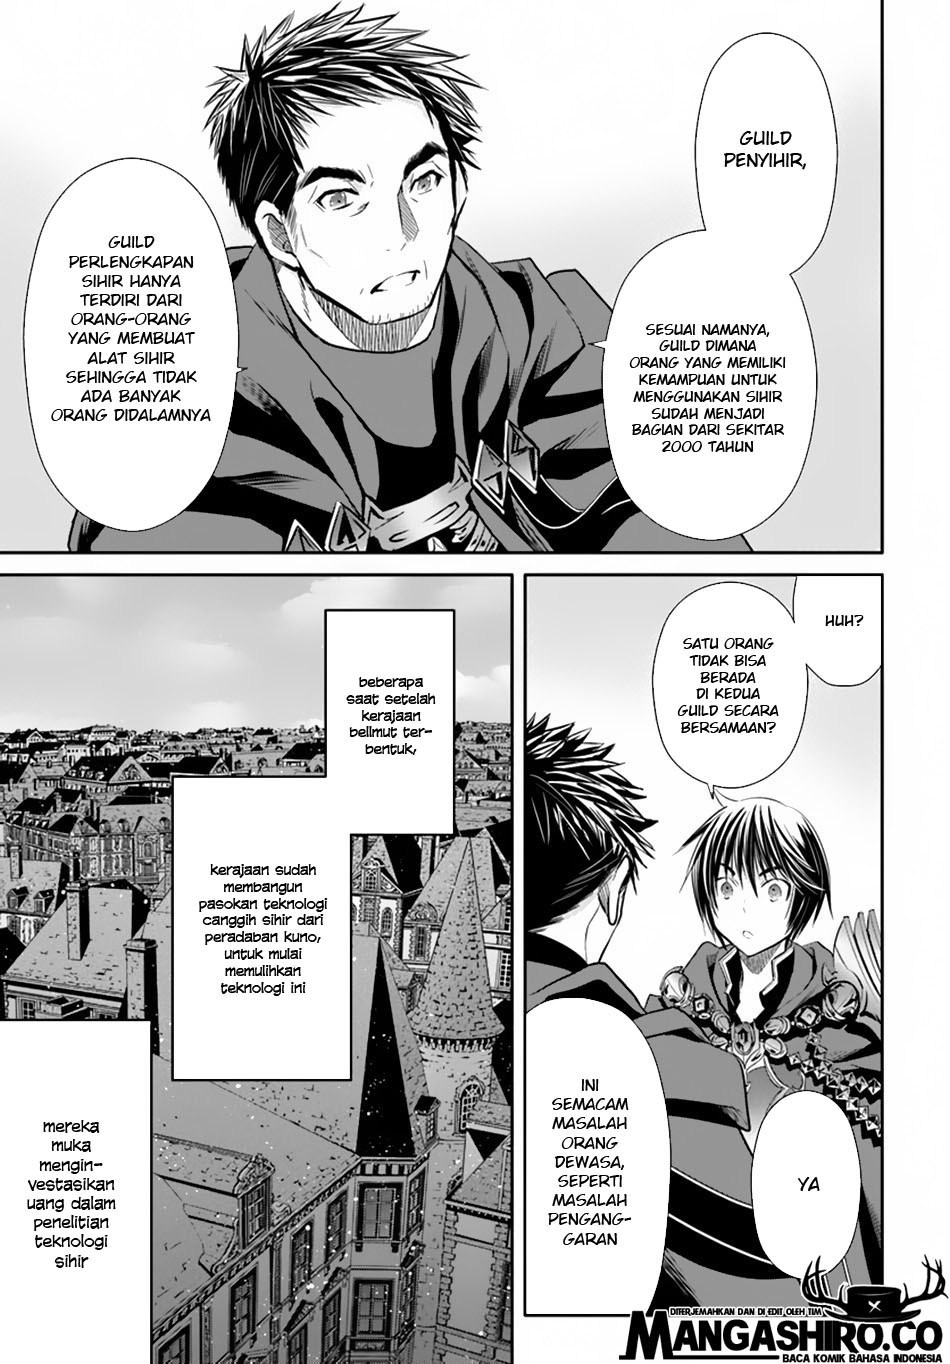 GUILD
PENYIHIR,
SESUAI NAMANYA,
GUILD DIMANA
ORANG YANG MEMILIKI
KEMAMPUAN UNTUK
MENGGUNAKAN SIHIR
SUDAH MENJADI
BAGIAN DARI SEKITAR
2000 TAHUN
GUILD
PERLENGKAPAN
SIHIR HANYA
TERDIRI DARI
ORANG-ORANG
YANG MEMBUAT
ALAT SIHIR
SEHINGGA TIDAK
ADA BANYAK
ORANG DIDALAMNYA
HUH?
SATU ORANG
TIDAK BISA
BERADA
DI KEDUA
GUILD SECARA
BERSAMAAN?
YA
INI
SEMACAM
MASALAH
ORANG
DEWASA,
SEPERTI
MASALAH
PENGANG-
GARAN
beberapa
saat setelah
kerajaan
bellmut ter-
bentuk,
kerajaan sudah
membangun
pasokan teknologi
canggih sihir dari
peradaban kuno,
untuk mulai
memulihkan
teknologi ini
mereka
muka
mengin-
vestasikan
uang dalam
penelitian
teknologi
sihir
DITERJEMAHKAN DAN DI EDIT OLEH TIM
MANGASHIRO.CO
BACA KOMIK BAHASA INDONESIA